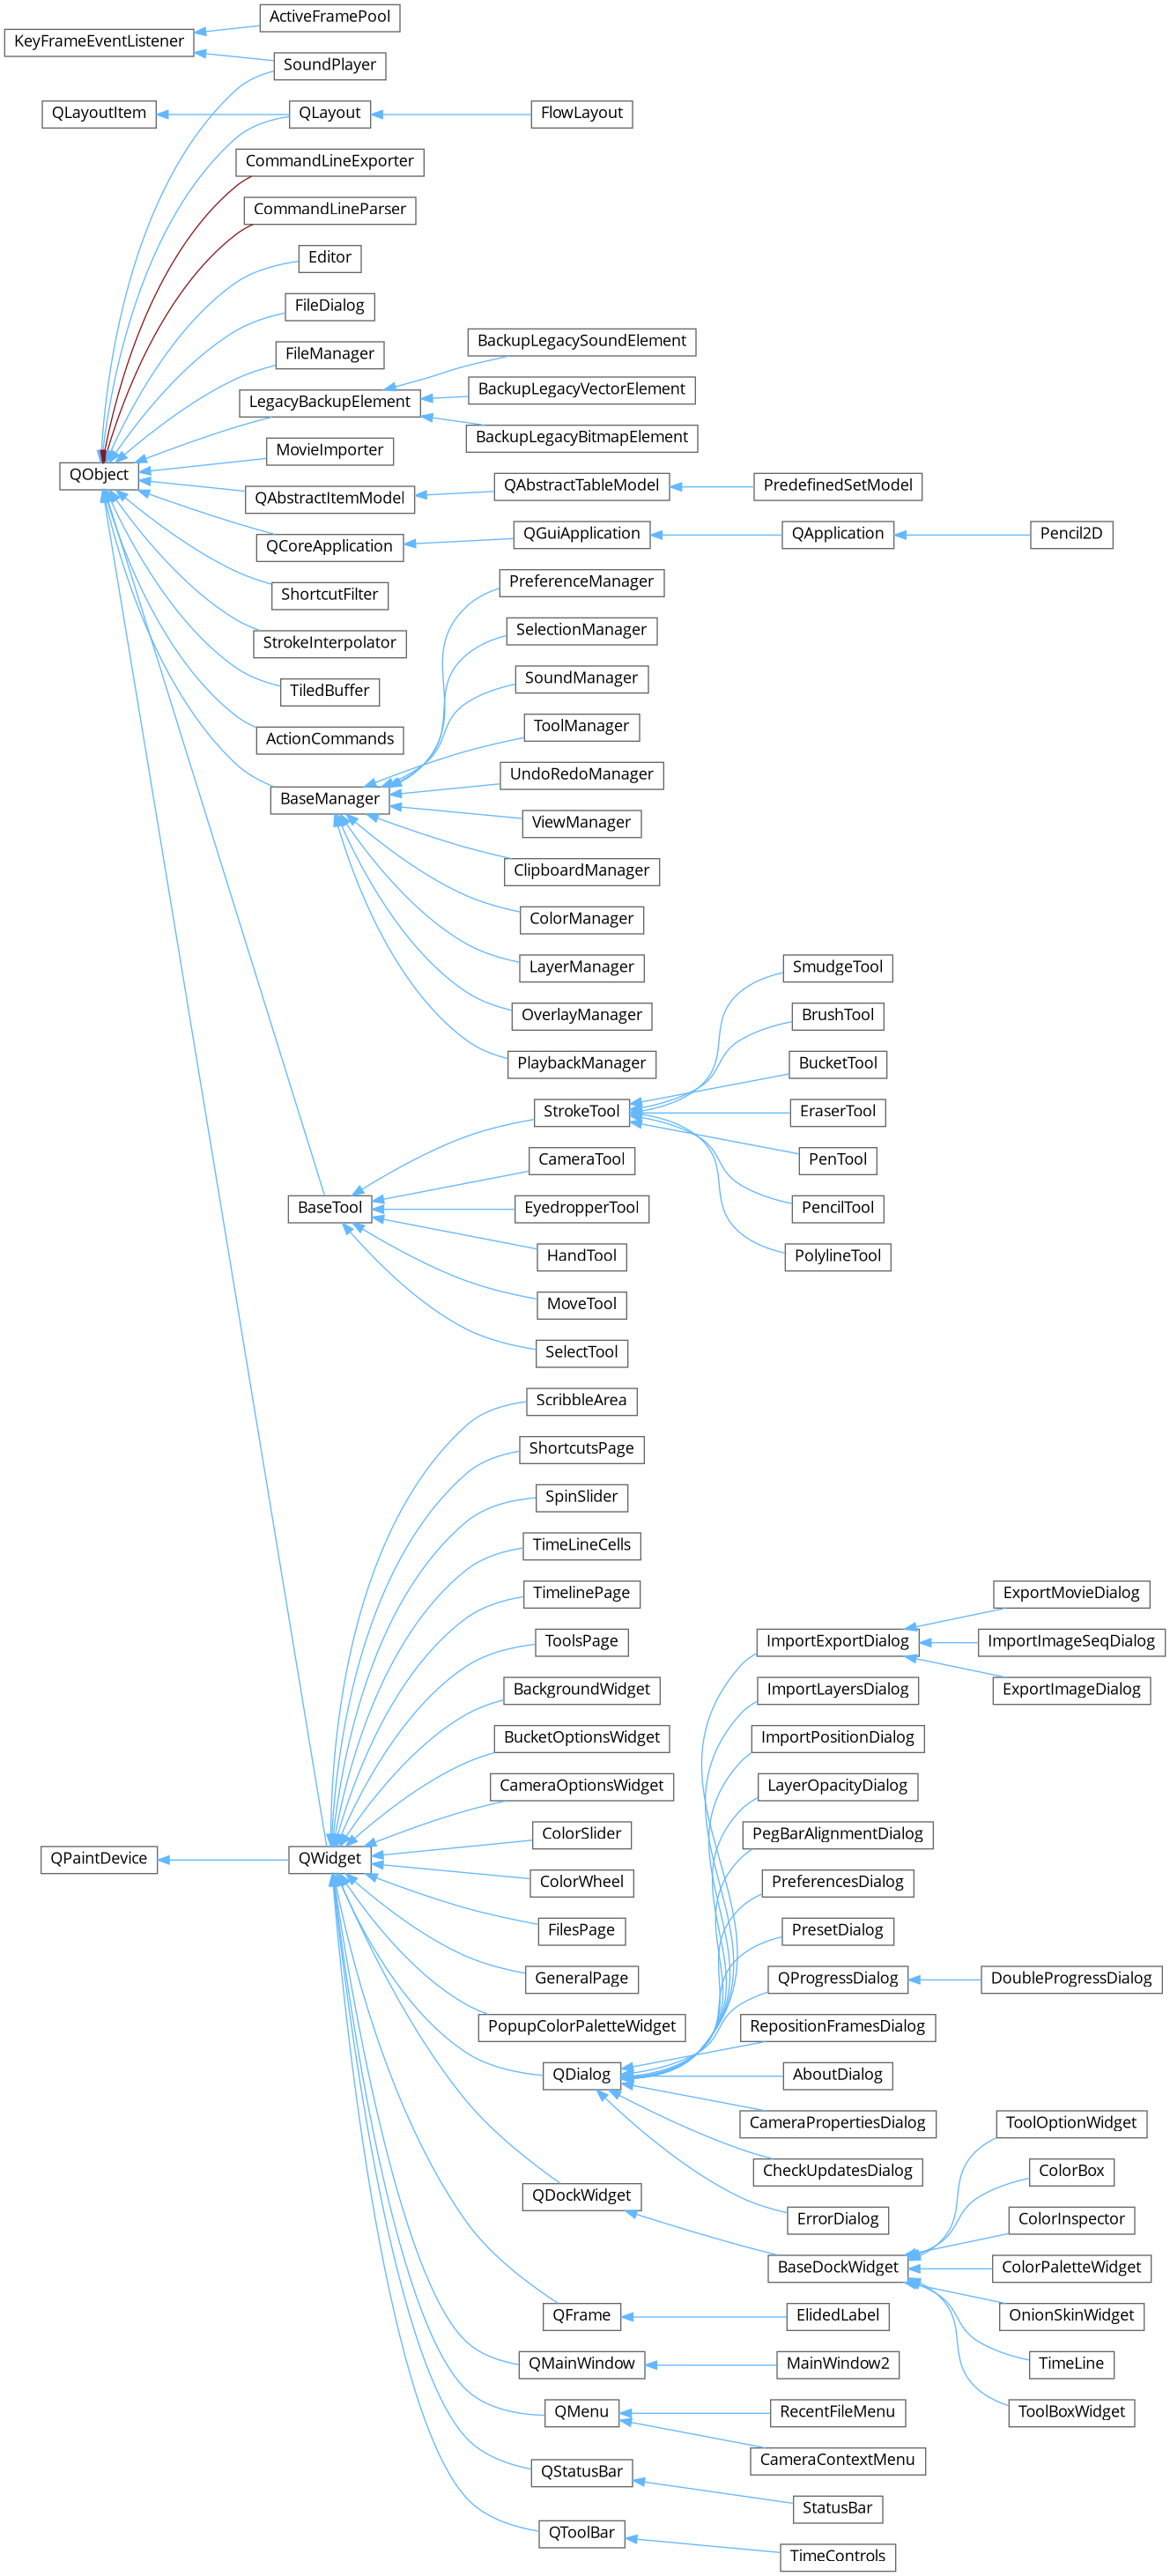 ActiveFramePool
KeyFrameEventListener
SoundPlayer
QLayoutItem
QLayout
FlowLayout
CommandLineExporter
CommandLineParser
Editor
FileDialog
FileManager
BackupLegacySoundElement
BackupLegacyVectorElement
LegacyBackupElement
BackupLegacyBitmapElement
MovieImporter
QObject
QAbstractTableModel
PredefinedSetModel
QAbstractItemModel
QGuiApplication
QApplication
Pencil2D
QCoreApplication
PreferenceManager
ShortcutFilter
SelectionManager
StrokeInterpolator
SoundManager
TiledBuffer
ToolManager
ActionCommands
UndoRedoManager
BaseManager
ViewManager
ClipboardManager
ColorManager
LayerManager
SmudgeTool
OverlayManager
BrushTool
PlaybackManager
BucketTool
StrokeTool
EraserTool
CameraTool
PenTool
BaseTool
EyedropperTool
PencilTool
HandTool
PolylineTool
MoveTool
SelectTool
ScribbleArea
ShortcutsPage
SpinSlider
TimeLineCells
TimelinePage
ExportMovieDialog
ToolsPage
ImportExportDialog
ImportImageSeqDialog
BackgroundWidget
ImportLayersDialog
ExportImageDialog
BucketOptionsWidget
ImportPositionDialog
CameraOptionsWidget
LayerOpacityDialog
ColorSlider
PegBarAlignmentDialog
QPaintDevice
QWidget
ColorWheel
PreferencesDialog
FilesPage
PresetDialog
GeneralPage
QProgressDialog
DoubleProgressDialog
PopupColorPaletteWidget
RepositionFramesDialog
QDialog
AboutDialog
CameraPropertiesDialog
ToolOptionWidget
CheckUpdatesDialog
ColorBox
QDockWidget
ErrorDialog
ColorInspector
BaseDockWidget
ColorPaletteWidget
QFrame
ElidedLabel
OnionSkinWidget
QMainWindow
MainWindow2
TimeLine
QMenu
RecentFileMenu
ToolBoxWidget
CameraContextMenu
QStatusBar
StatusBar
QToolBar
TimeControls